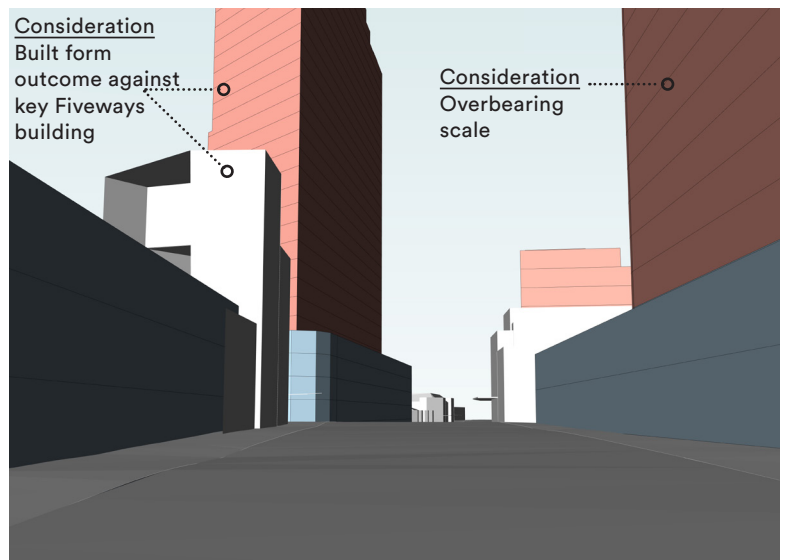 Consideration
Built form
outcome against
key Fiveways
building
Consideration
Overbearing
scale